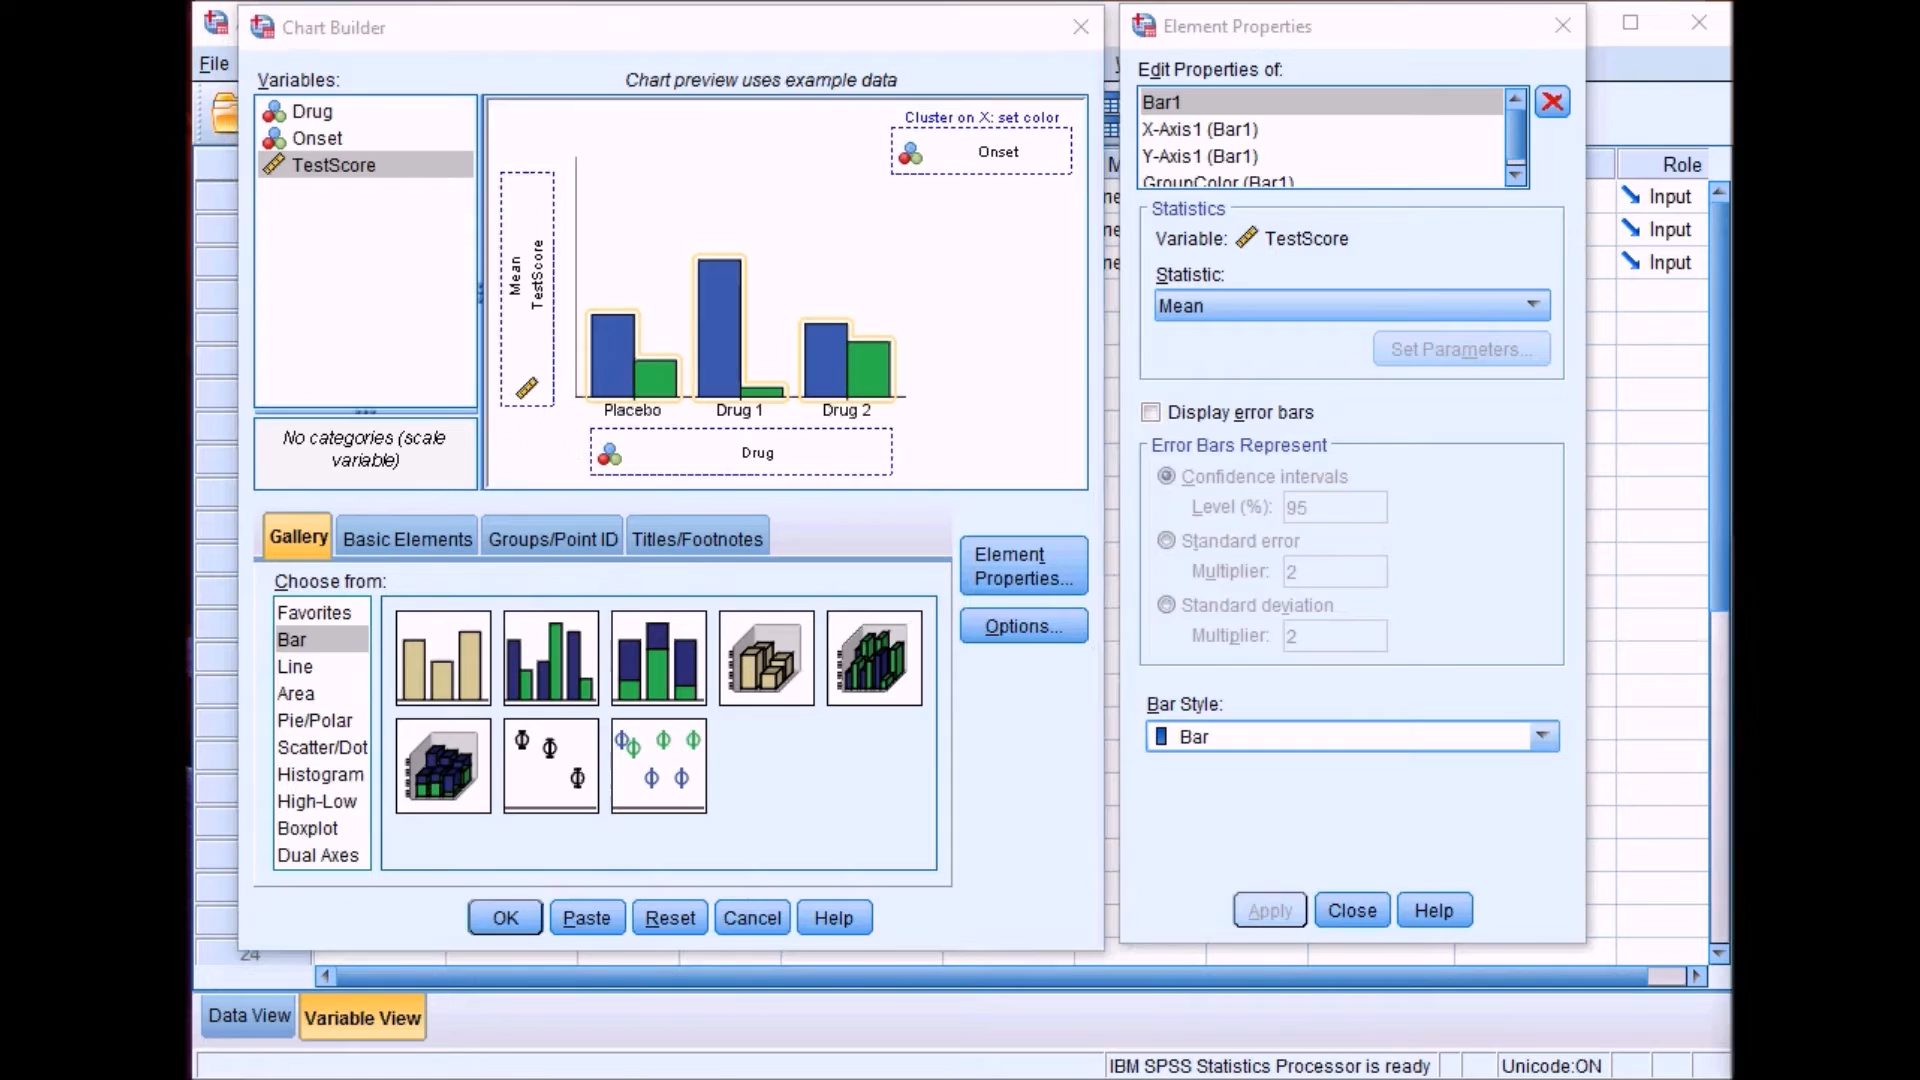 Chart Builder
Element Properties
File
Variables:
Chart preview uses example data
Drug
Onset
TestScore
Cluster on X: set color
Onset
Mean
TestScore
Placebo
Drug 1
Drug 2
Drug
No categories (scale
variable)
Gallery
Basic Elements
Groups/Point ID
Titles/Footnotes
Choose from:
Favorites
Bar
Line
Area
Pie/Polar
Scatter/Dot
Histogram
High-Low
Boxplot
Dual Axes
Element
Properties...
Options...
OK
Paste
Reset
Cancel
Help
Edit Properties of:
Bar1
X-Axis1 (Bar1)
Y-Axis1 (Bar1)
GroupColor (Bar1)
Statistics
Variable: TestScore
Statistic:
Mean
Set Parameters...
Display error bars
Error Bars Represent
Confidence intervals
Level (%): 95
Standard error
Multiplier: 2
Standard deviation
Multiplier: 2
Bar Style:
Bar
Apply
Close
Help
Role
Input
Input
Input
24
Data View
Variable View
IBM SPSS Statistics Processor is ready
Unicode:ON